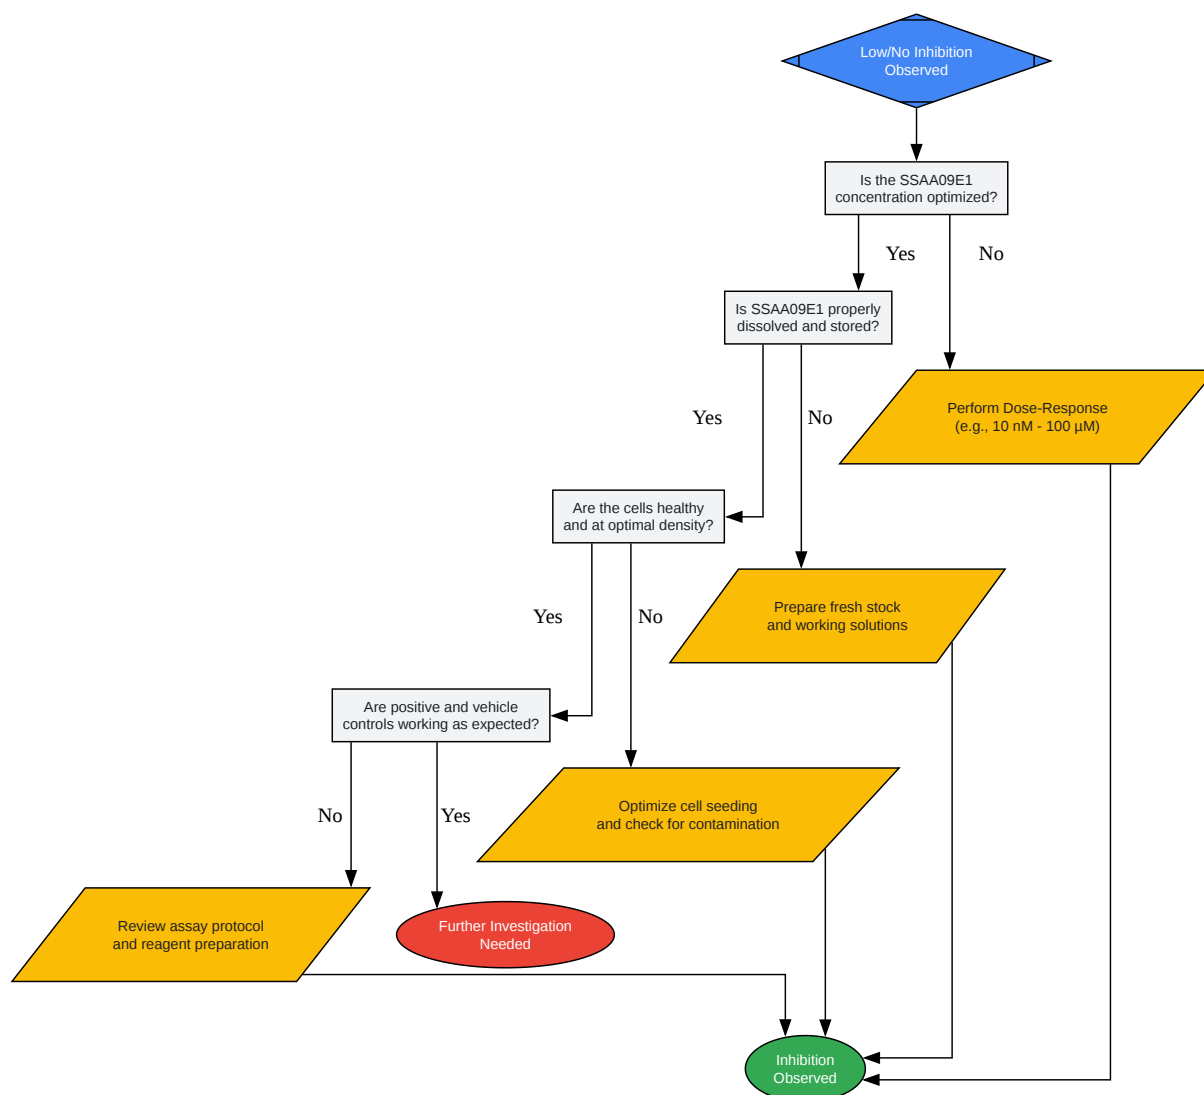 Low/No Inhibition
Observed
Is the SSAA09E1
concentration optimized?
Yes
No
Is SSAA09E1 properly
dissolved and stored?
Perform Dose-Response
(e.g., 10 nM - 100 µM)
Yes
No
Are the cells healthy
and at optimal density?
Prepare fresh stock
and working solutions
Yes
No
Are positive and vehicle
controls working as expected?
Optimize cell seeding
and check for contamination
No
Yes
Review assay protocol
and reagent preparation
Further Investigation
Needed
Inhibition
Observed